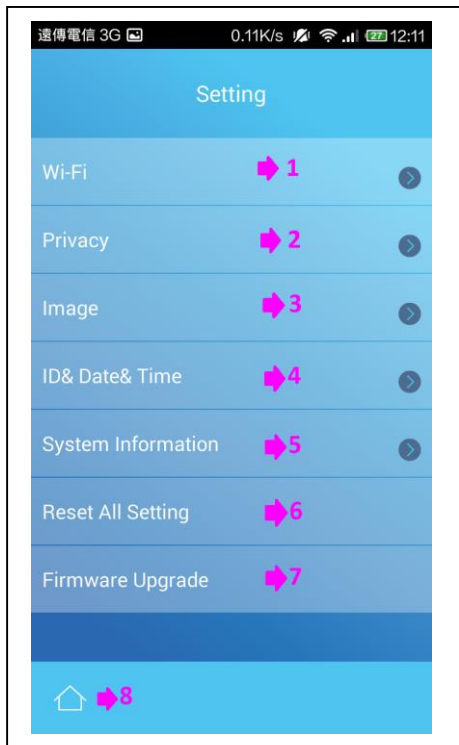 遠傳電信 3G 0.11K/s 27 12:11
Setting
Wi-Fi 1
Privacy 2
Image 3
ID& Date& Time 4
System Information 5
Reset All Setting 6
Firmware Upgrade 7
8